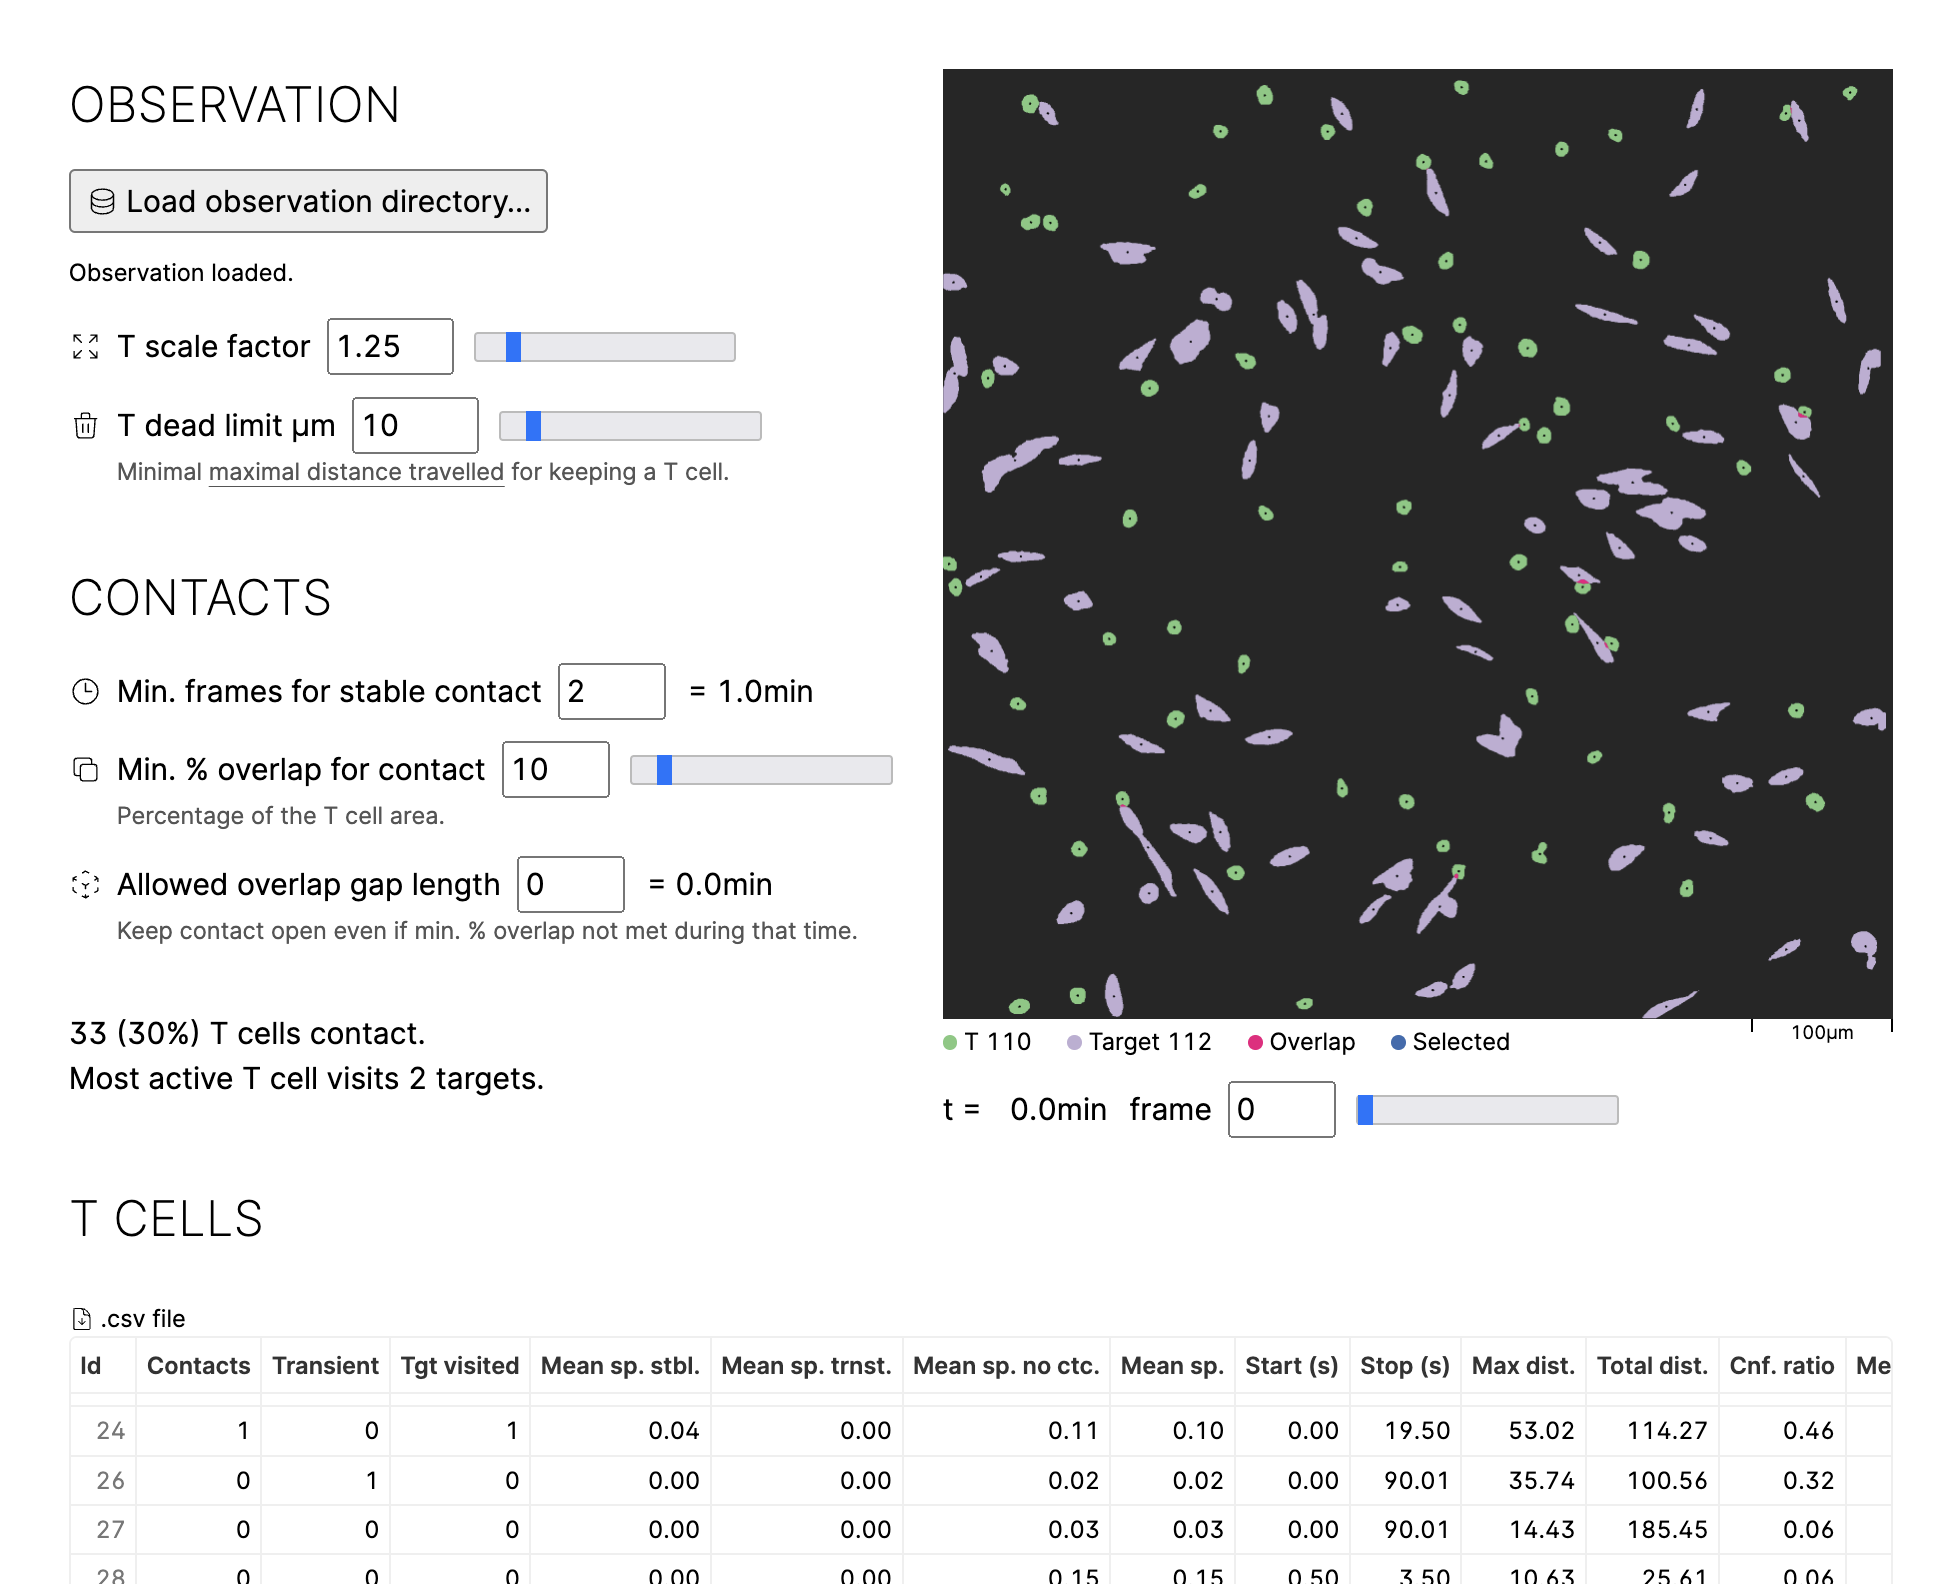 OBSERVATION
Load observation directory...
Observation loaded.
T scale factor 1.25
T dead limit µm 10
Minimal maximal distance travelled for keeping a T cell.
CONTACTS
Min. frames for stable contact 2 = 1.0min
Min. % overlap for contact 10
Percentage of the T cell area.
Allowed overlap gap length 0 = 0.0min
Keep contact open even if min. % overlap not met during that time.
33 (30%) T cells contact.
Most active T cell visits 2 targets.
100µm
T 110 Target 112 Overlap Selected
t = 0.0min frame 0
T CELLS
.csv file
Id Contacts Transient Tgt visited Mean sp. stbl. Mean sp. trnst. Mean sp. no ctc. Mean sp. Start (s) Stop (s) Max dist. Total dist. Cnf. ratio Me
24 1 0 1 0.04 0.00 0.11 0.10 0.00 19.50 53.02 114.27 0.46
26 0 1 0 0.00 0.00 0.02 0.02 0.00 90.01 35.74 100.56 0.32
27 0 0 0 0.00 0.00 0.03 0.03 0.00 90.01 14.43 185.45 0.06
28 0 0 0 0.00 0.00 0.15 0.15 0.50 3.50 10.63 25.61 0.06